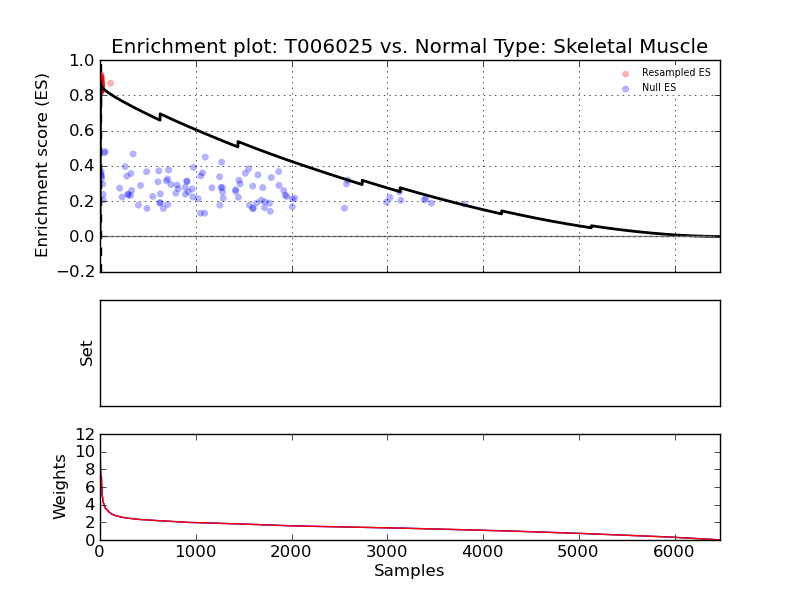 Enrichment plot: T006025 vs. Normal Type: Skeletal Muscle
Enrichment score (ES)
1.0
0.8
0.6
0.4
0.2
0.0
−0.2
Resampled ES
Null ES
Set
Weights
12
10
8
6
4
2
0
0 1000 2000 3000 4000 5000 6000
Samples